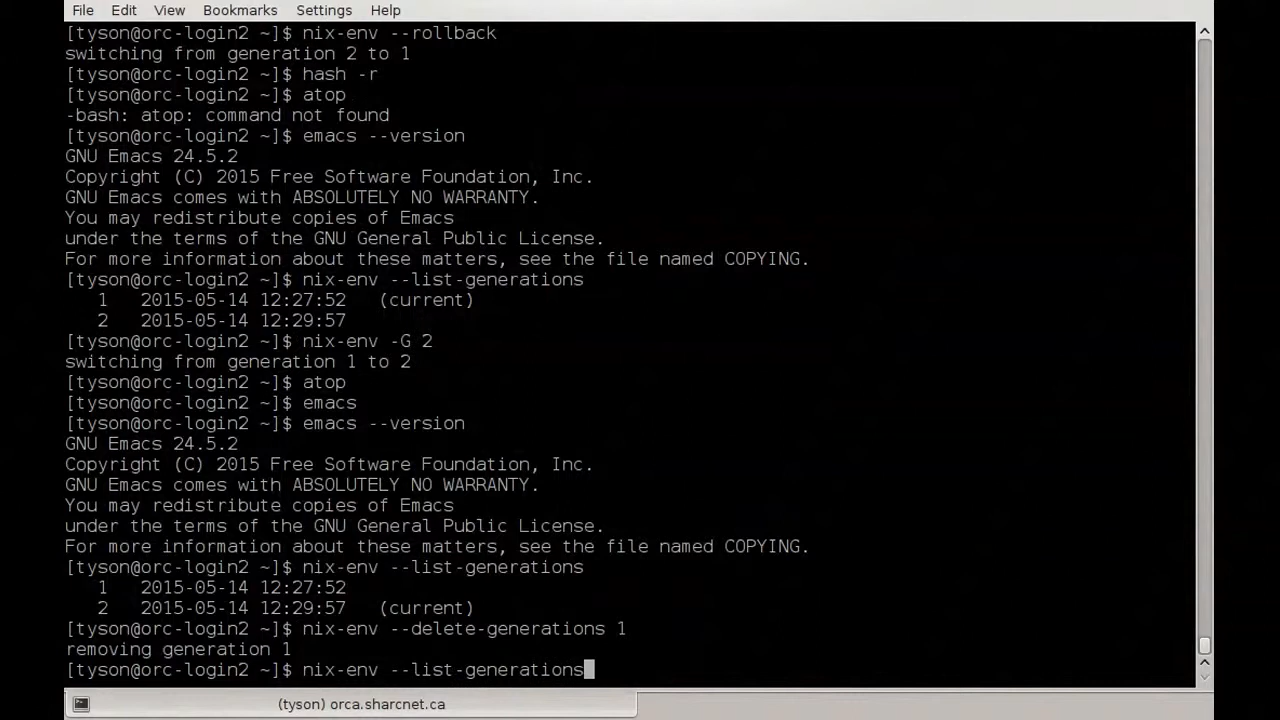 File Edit View Bookmarks Settings Help
[tyson@orc-login2 ~]$ nix-env --rollback
switching from generation 2 to 1
[tyson@orc-login2 ~]$ hash -r
[tyson@orc-login2 ~]$ atop
-bash: atop: command not found
[tyson@orc-login2 ~]$ emacs --version
GNU Emacs 24.5.2
Copyright (C) 2015 Free Software Foundation, Inc.
GNU Emacs comes with ABSOLUTELY NO WARRANTY.
You may redistribute copies of Emacs
under the terms of the GNU General Public License.
For more information about these matters, see the file named COPYING.
[tyson@orc-login2 ~]$ nix-env --list-generations
   1   2015-05-14 12:27:52   (current)
   2   2015-05-14 12:29:57
[tyson@orc-login2 ~]$ nix-env -G 2
switching from generation 1 to 2
[tyson@orc-login2 ~]$ atop
[tyson@orc-login2 ~]$ emacs
[tyson@orc-login2 ~]$ emacs --version
GNU Emacs 24.5.2
Copyright (C) 2015 Free Software Foundation, Inc.
GNU Emacs comes with ABSOLUTELY NO WARRANTY.
You may redistribute copies of Emacs
under the terms of the GNU General Public License.
For more information about these matters, see the file named COPYING.
[tyson@orc-login2 ~]$ nix-env --list-generations
   1   2015-05-14 12:27:52
   2   2015-05-14 12:29:57   (current)
[tyson@orc-login2 ~]$ nix-env --delete-generations 1
removing generation 1
[tyson@orc-login2 ~]$ nix-env --list-generations
(tyson) orca.sharcnet.ca